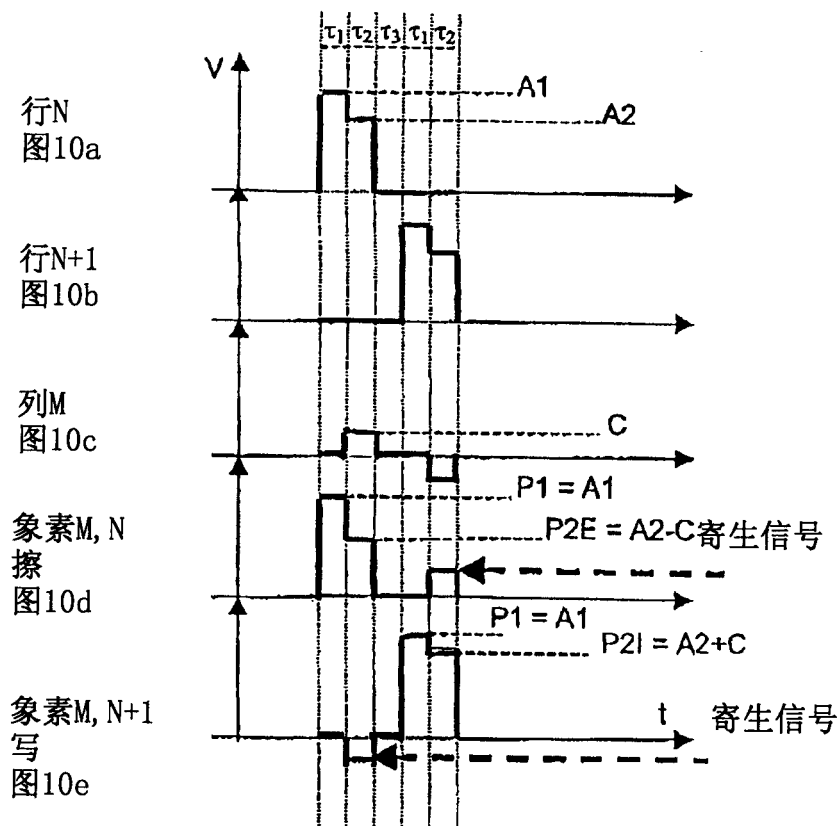 τ₁ τ₂ τ₃ τ₁ τ₂
V
A1
行N
A2
图10a
行N+1
图10b
列M
图10c
C
P1 = A1
象素M, N
P2E = A2-C 寄生信号
擦
图10d
P1 = A1
P2I = A2+C
象素M, N+1
t 寄生信号
写
图10e